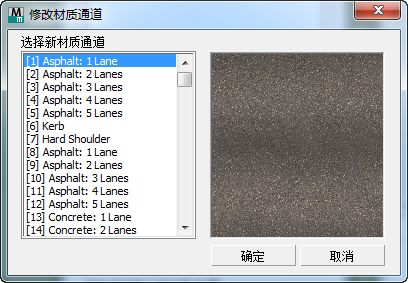 修改材质通道
选择新材质通道
[1] Asphalt: 1 Lane
[2] Asphalt: 2 Lanes
[3] Asphalt: 3 Lanes
[4] Asphalt: 4 Lanes
[5] Asphalt: 5 Lanes
[6] Kerb
[7] Hard Shoulder
[8] Asphalt: 1 Lane
[9] Asphalt: 2 Lanes
[10] Asphalt: 3 Lanes
[11] Asphalt: 4 Lanes
[12] Asphalt: 5 Lanes
[13] Concrete: 1 Lane
[14] Concrete: 2 Lanes
确定
取消